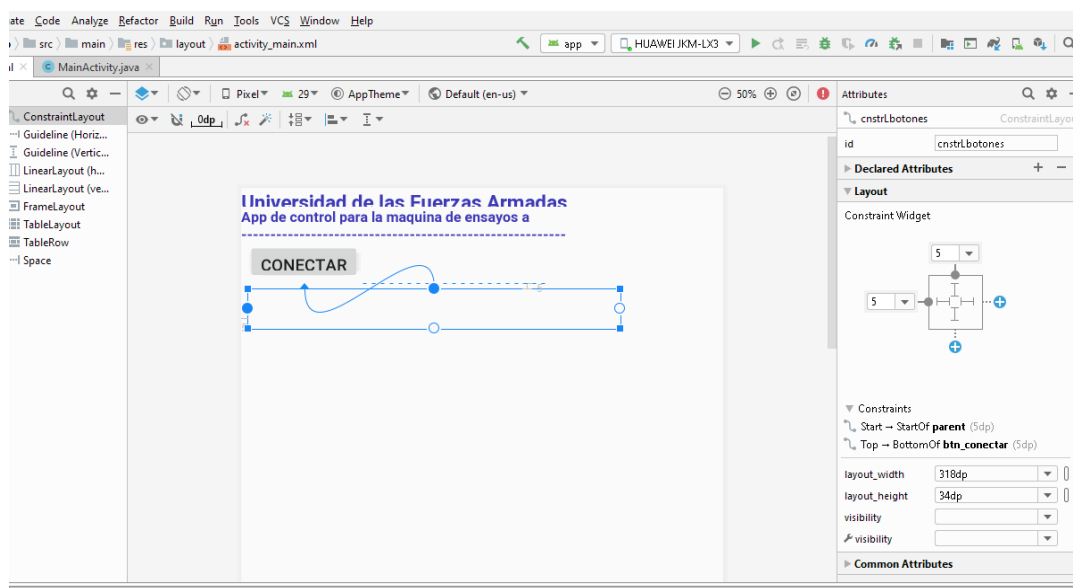 ate Code Analyze Refactor Build Run Tools VCS Window Help
src main res layout activity_main.xml app HUAWEI JKM-LX3
MainActivity.java
Pixel 29 AppTheme Default (en-us) 50% Attributes
0dp
ConstraintLayout
Guideline (Horiz...
Guideline (Vertic...
LinearLayout (h...
LinearLayout (ve...
FrameLayout
TableLayout
TableRow
Space
Universidad de las Fuerzas Armadas
App de control para la maquina de ensayos a
CONECTAR
cnstrLbotones ConstraintLayou
id cnstrLbotones
Declared Attributes
Layout
Constraint Widget
5
5
Constraints
Start → StartOf parent (5dp)
Top → BottomOf btn_conectar (5dp)
layout_width 318dp
layout_height 34dp
visibility
visibility
Common Attributes